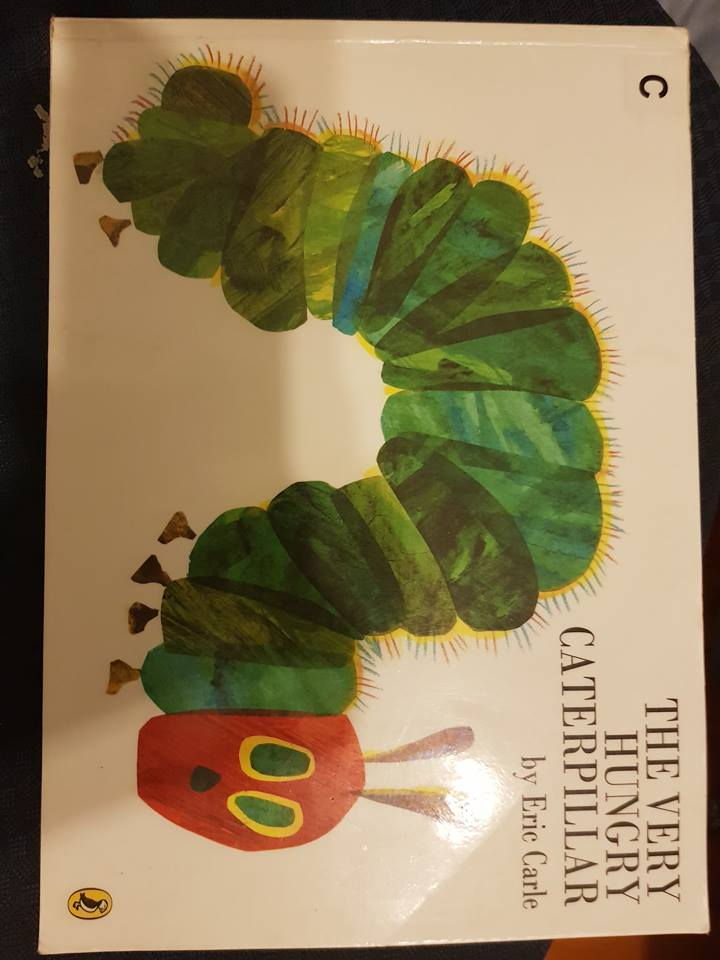 C
THE VERY
HUNGRY
CATERPILLAR
by Eric Carle